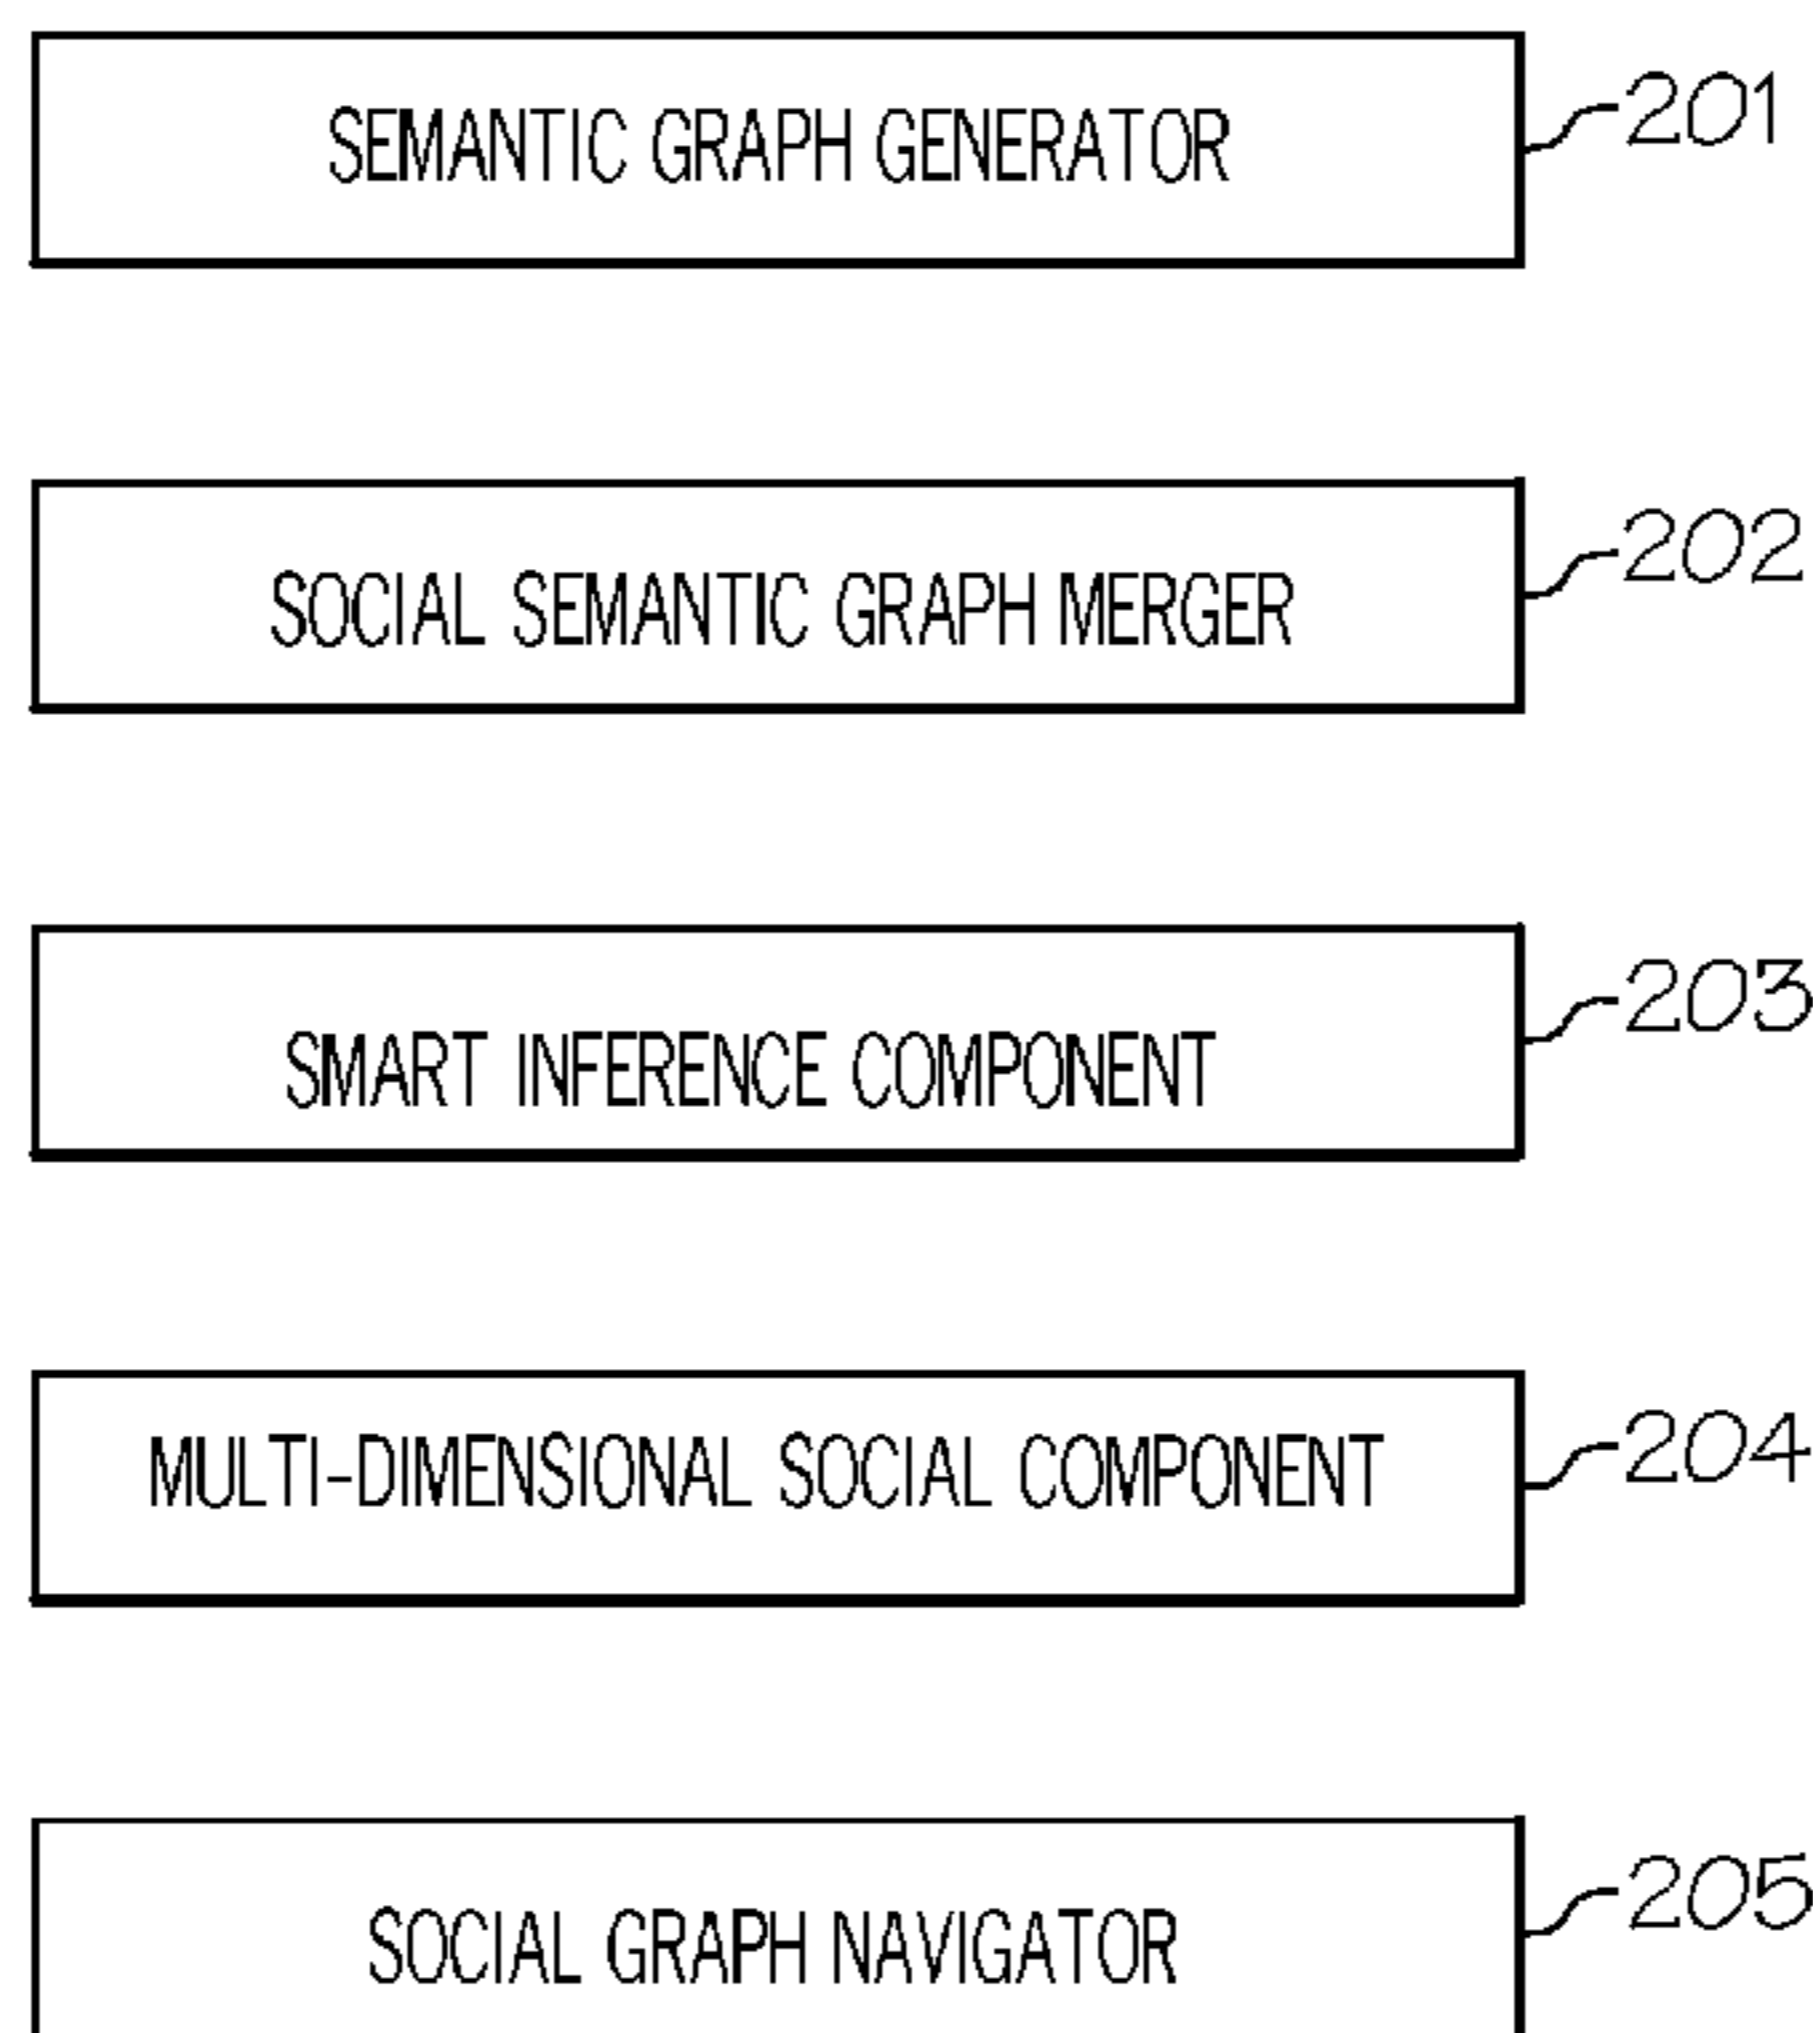 SEMANTIC GRAPH GENERATOR 201
SOCIAL SEMANTIC GRAPH MERGER 202
SMART INFERENCE COMPONENT 203
MULTI-DIMENSIONAL SOCIAL COMPONENT 204
SOCIAL GRAPH NAVIGATOR 205